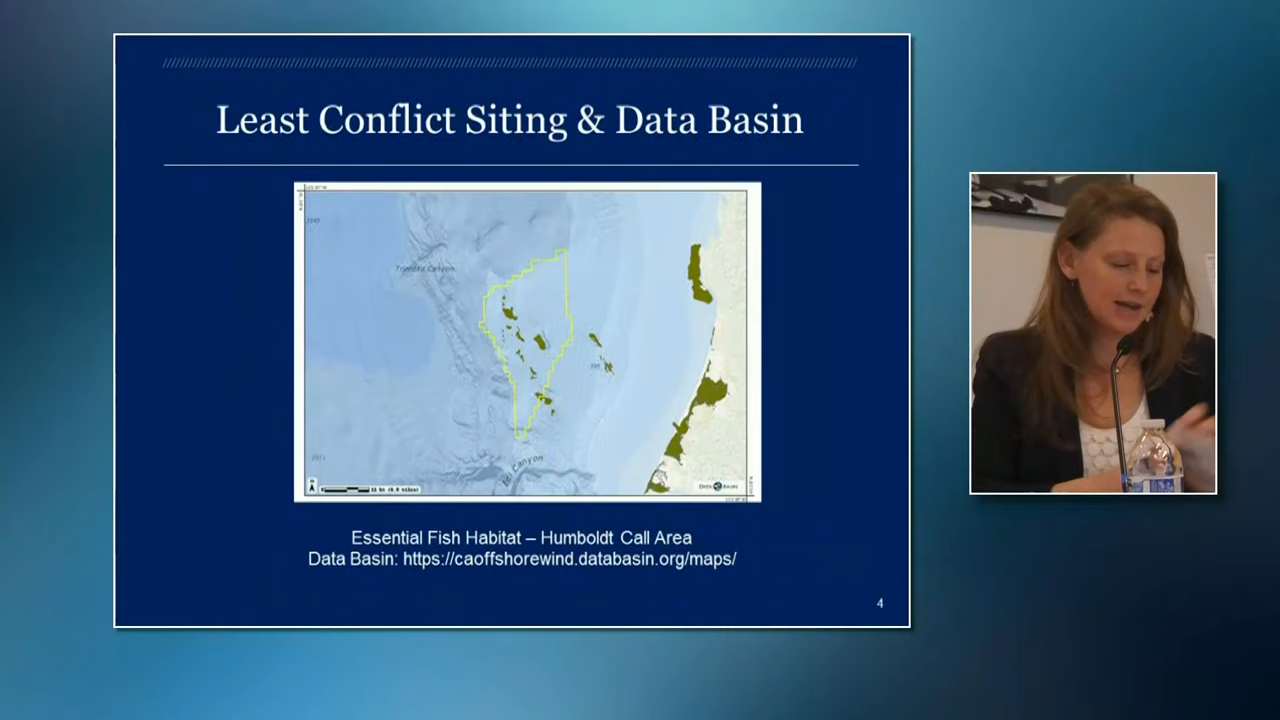 Least Conflict Siting & Data Basin
Trinidad Canyon
Eel Canyon
DATA BASIN
Essential Fish Habitat – Humboldt Call Area
Data Basin: https://caoffshorewind.databasin.org/maps/
4